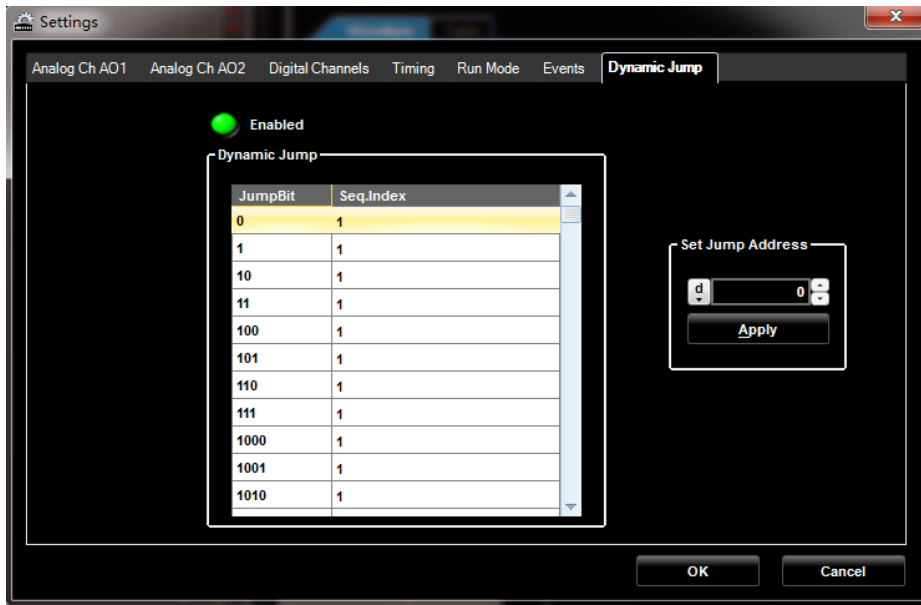 Settings
Analog Ch AO1 Analog Ch AO2 Digital Channels Timing Run Mode Events Dynamic Jump
Enabled
Dynamic Jump
JumpBit Seq.Index
0 1
1 1
10 1
11 1
100 1
101 1
110 1
111 1
1000 1
1001 1
1010 1
Set Jump Address
d 0
Apply
OK Cancel